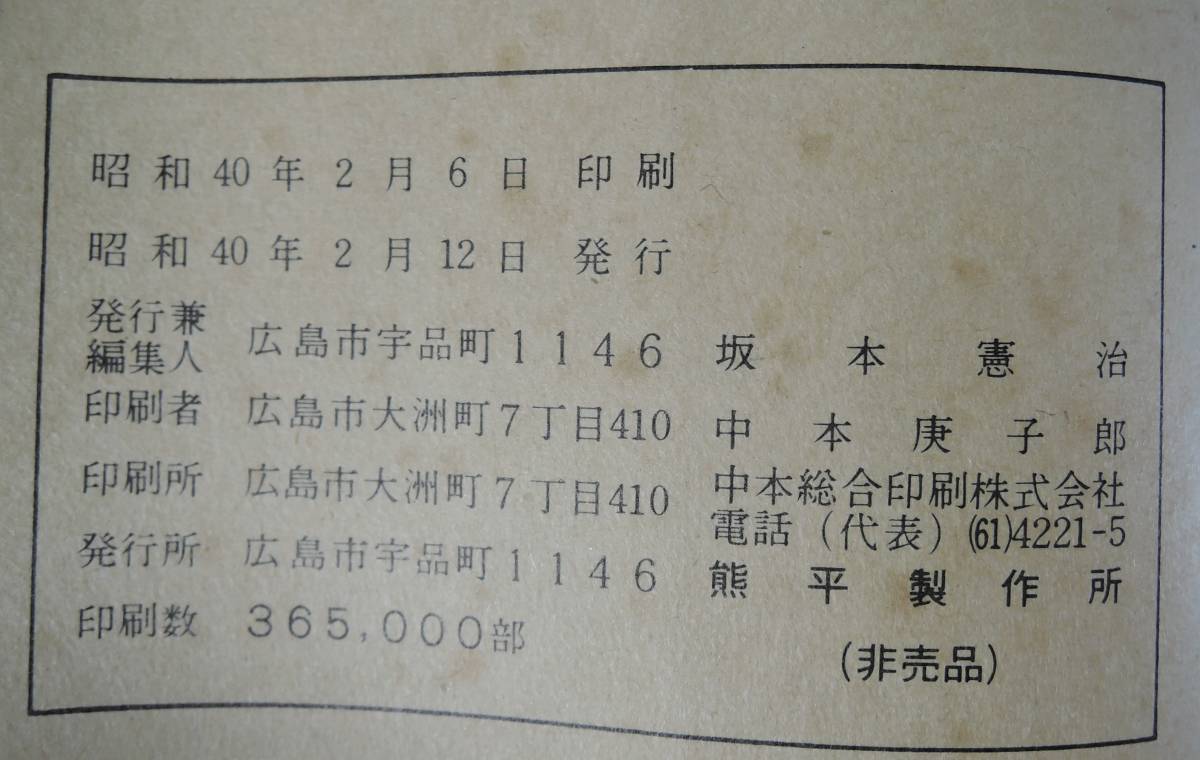 昭和40年2月6日 印刷
昭和40年2月12日 発行
発行兼編集人 広島市宇品町1146 坂本憲治
印刷者 広島市大洲町7丁目410 中本庚子郎
印刷所 広島市大洲町7丁目410 中本総合印刷株式会社
電話(代表)(61)4221-5
発行所 広島市宇品町1146 熊平製作所
印刷数 365,000部
(非売品)